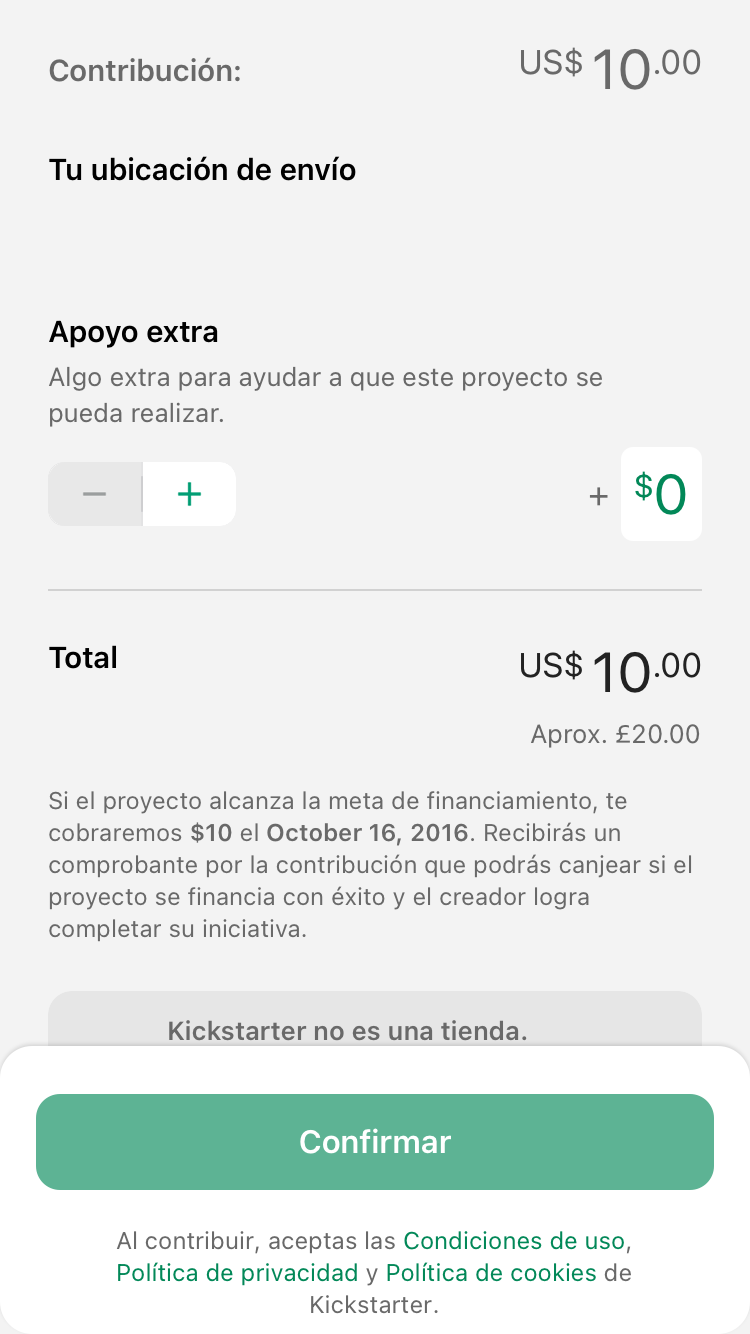 Contribución:
US$ 10.00
Tu ubicación de envío
Apoyo extra
Algo extra para ayudar a que este proyecto se
pueda realizar.
− +
+ $0
Total
US$ 10.00
Aprox. £20.00
Si el proyecto alcanza la meta de financiamiento, te
cobraremos $10 el October 16, 2016. Recibirás un
comprobante por la contribución que podrás canjear si el
proyecto se financia con éxito y el creador logra
completar su iniciativa.
Kickstarter no es una tienda.
Confirmar
Al contribuir, aceptas las Condiciones de uso,
Política de privacidad y Política de cookies de
Kickstarter.